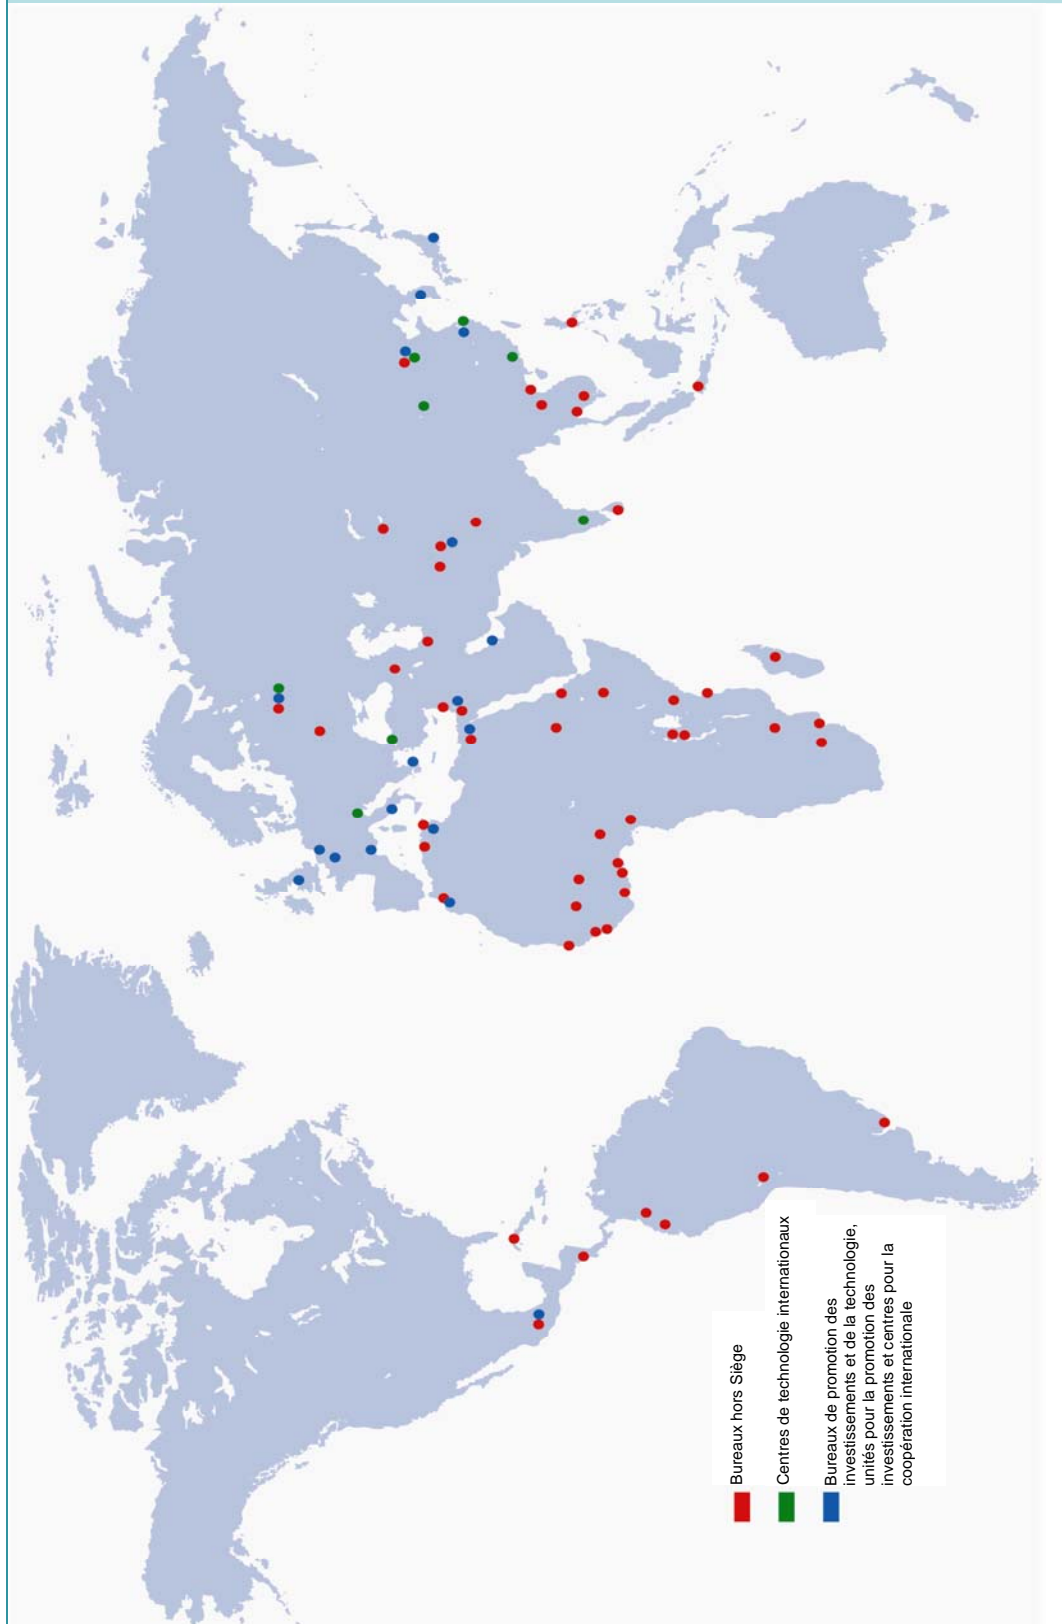 Bureaux hors Siège
Centres de technologie internationaux
Bureaux de promotion des
investissements et de la technologie,
unités pour la promotion des
investissements et centres pour la
coopération internationale